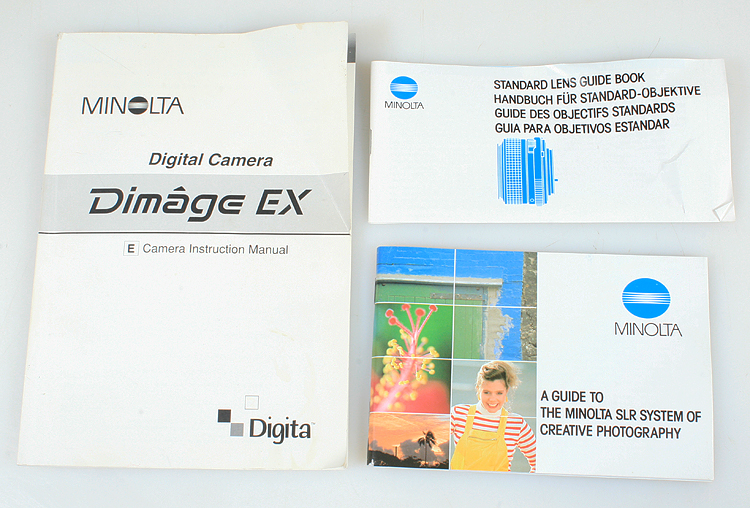 MINOLTA
Digital Camera
Dimâge EX
E Camera Instruction Manual
Digita™
MINOLTA
STANDARD LENS GUIDE BOOK
HANDBUCH FÜR STANDARD-OBJEKTIVE
GUIDE DES OBJECTIFS STANDARDS
GUIA PARA OBJETIVOS ESTANDAR
MINOLTA
A GUIDE TO
THE MINOLTA SLR SYSTEM OF
CREATIVE PHOTOGRAPHY